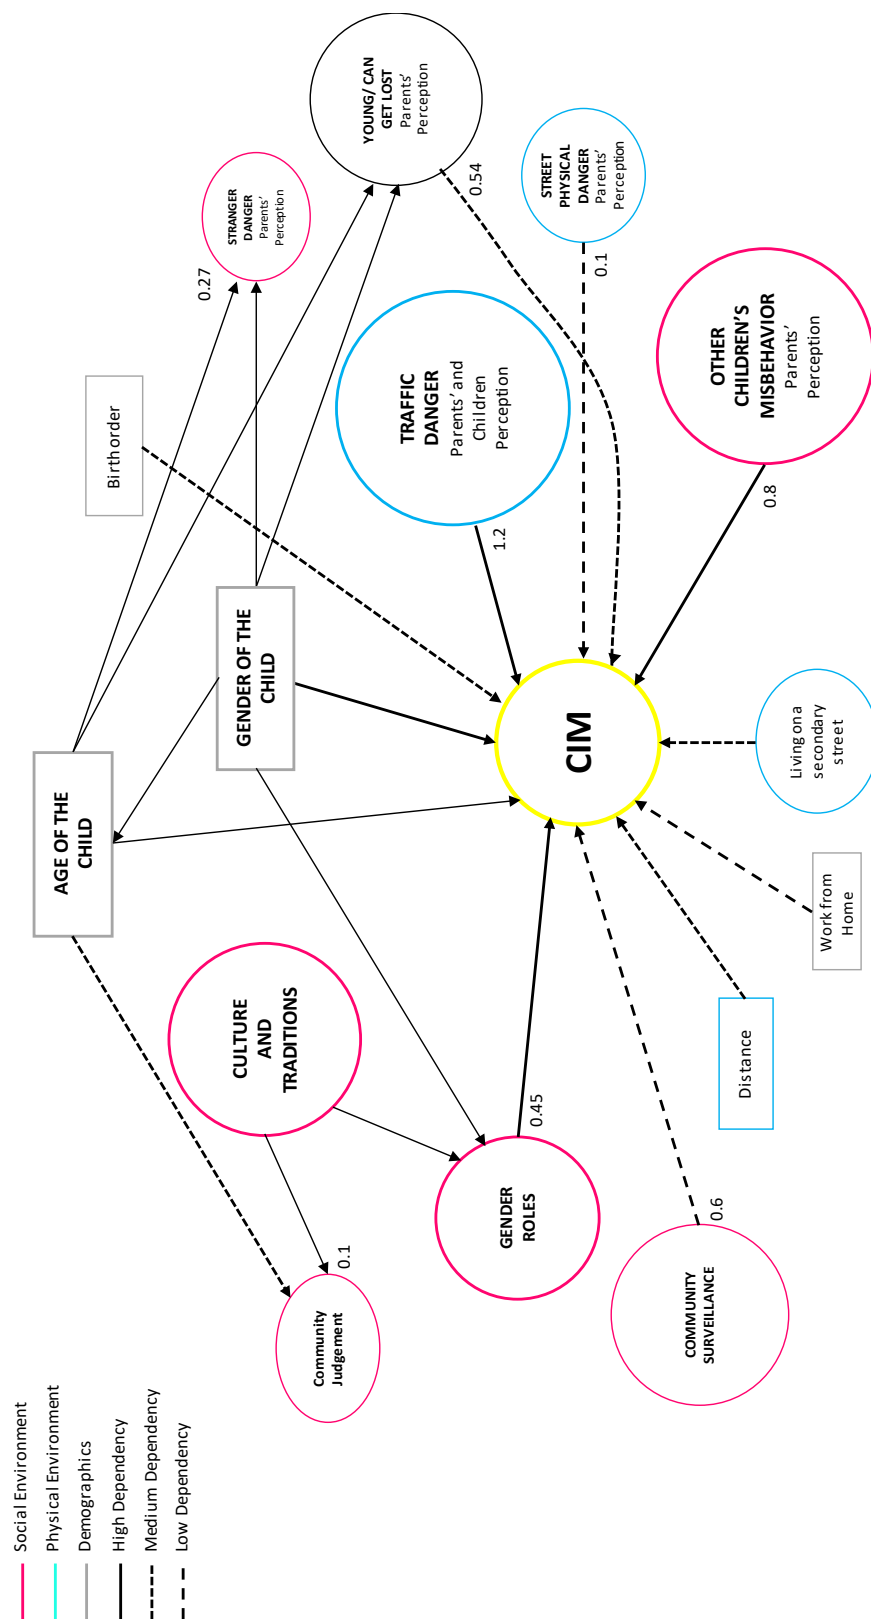 Social Environment
Physical Environment
Demographics
High Dependency
Medium Dependency
Low Dependency
AGE OF THE
CHILD
Birth order
STRANGER
DANGER
Parents'
Perception
0.27
YOUNG/ CAN
GET LOST
Parents'
Perception
0.54
GENDER OF THE
CHILD
CULTURE
AND
TRADITIONS
Community
Judgement
0.1
TRAFFIC
DANGER
Parents' and
Children
Perception
1.2
STREET
PHYSICAL
DANGER
Parents'
Perception
0.1
GENDER
ROLES
0.45
CIM
OTHER
CHILDREN'S
MISBEHAVIOR
Parents'
Perception
0.8
COMMUNITY
SURVEILLANCE
0.6
Distance
Work from
Home
Living on a
secondary
street